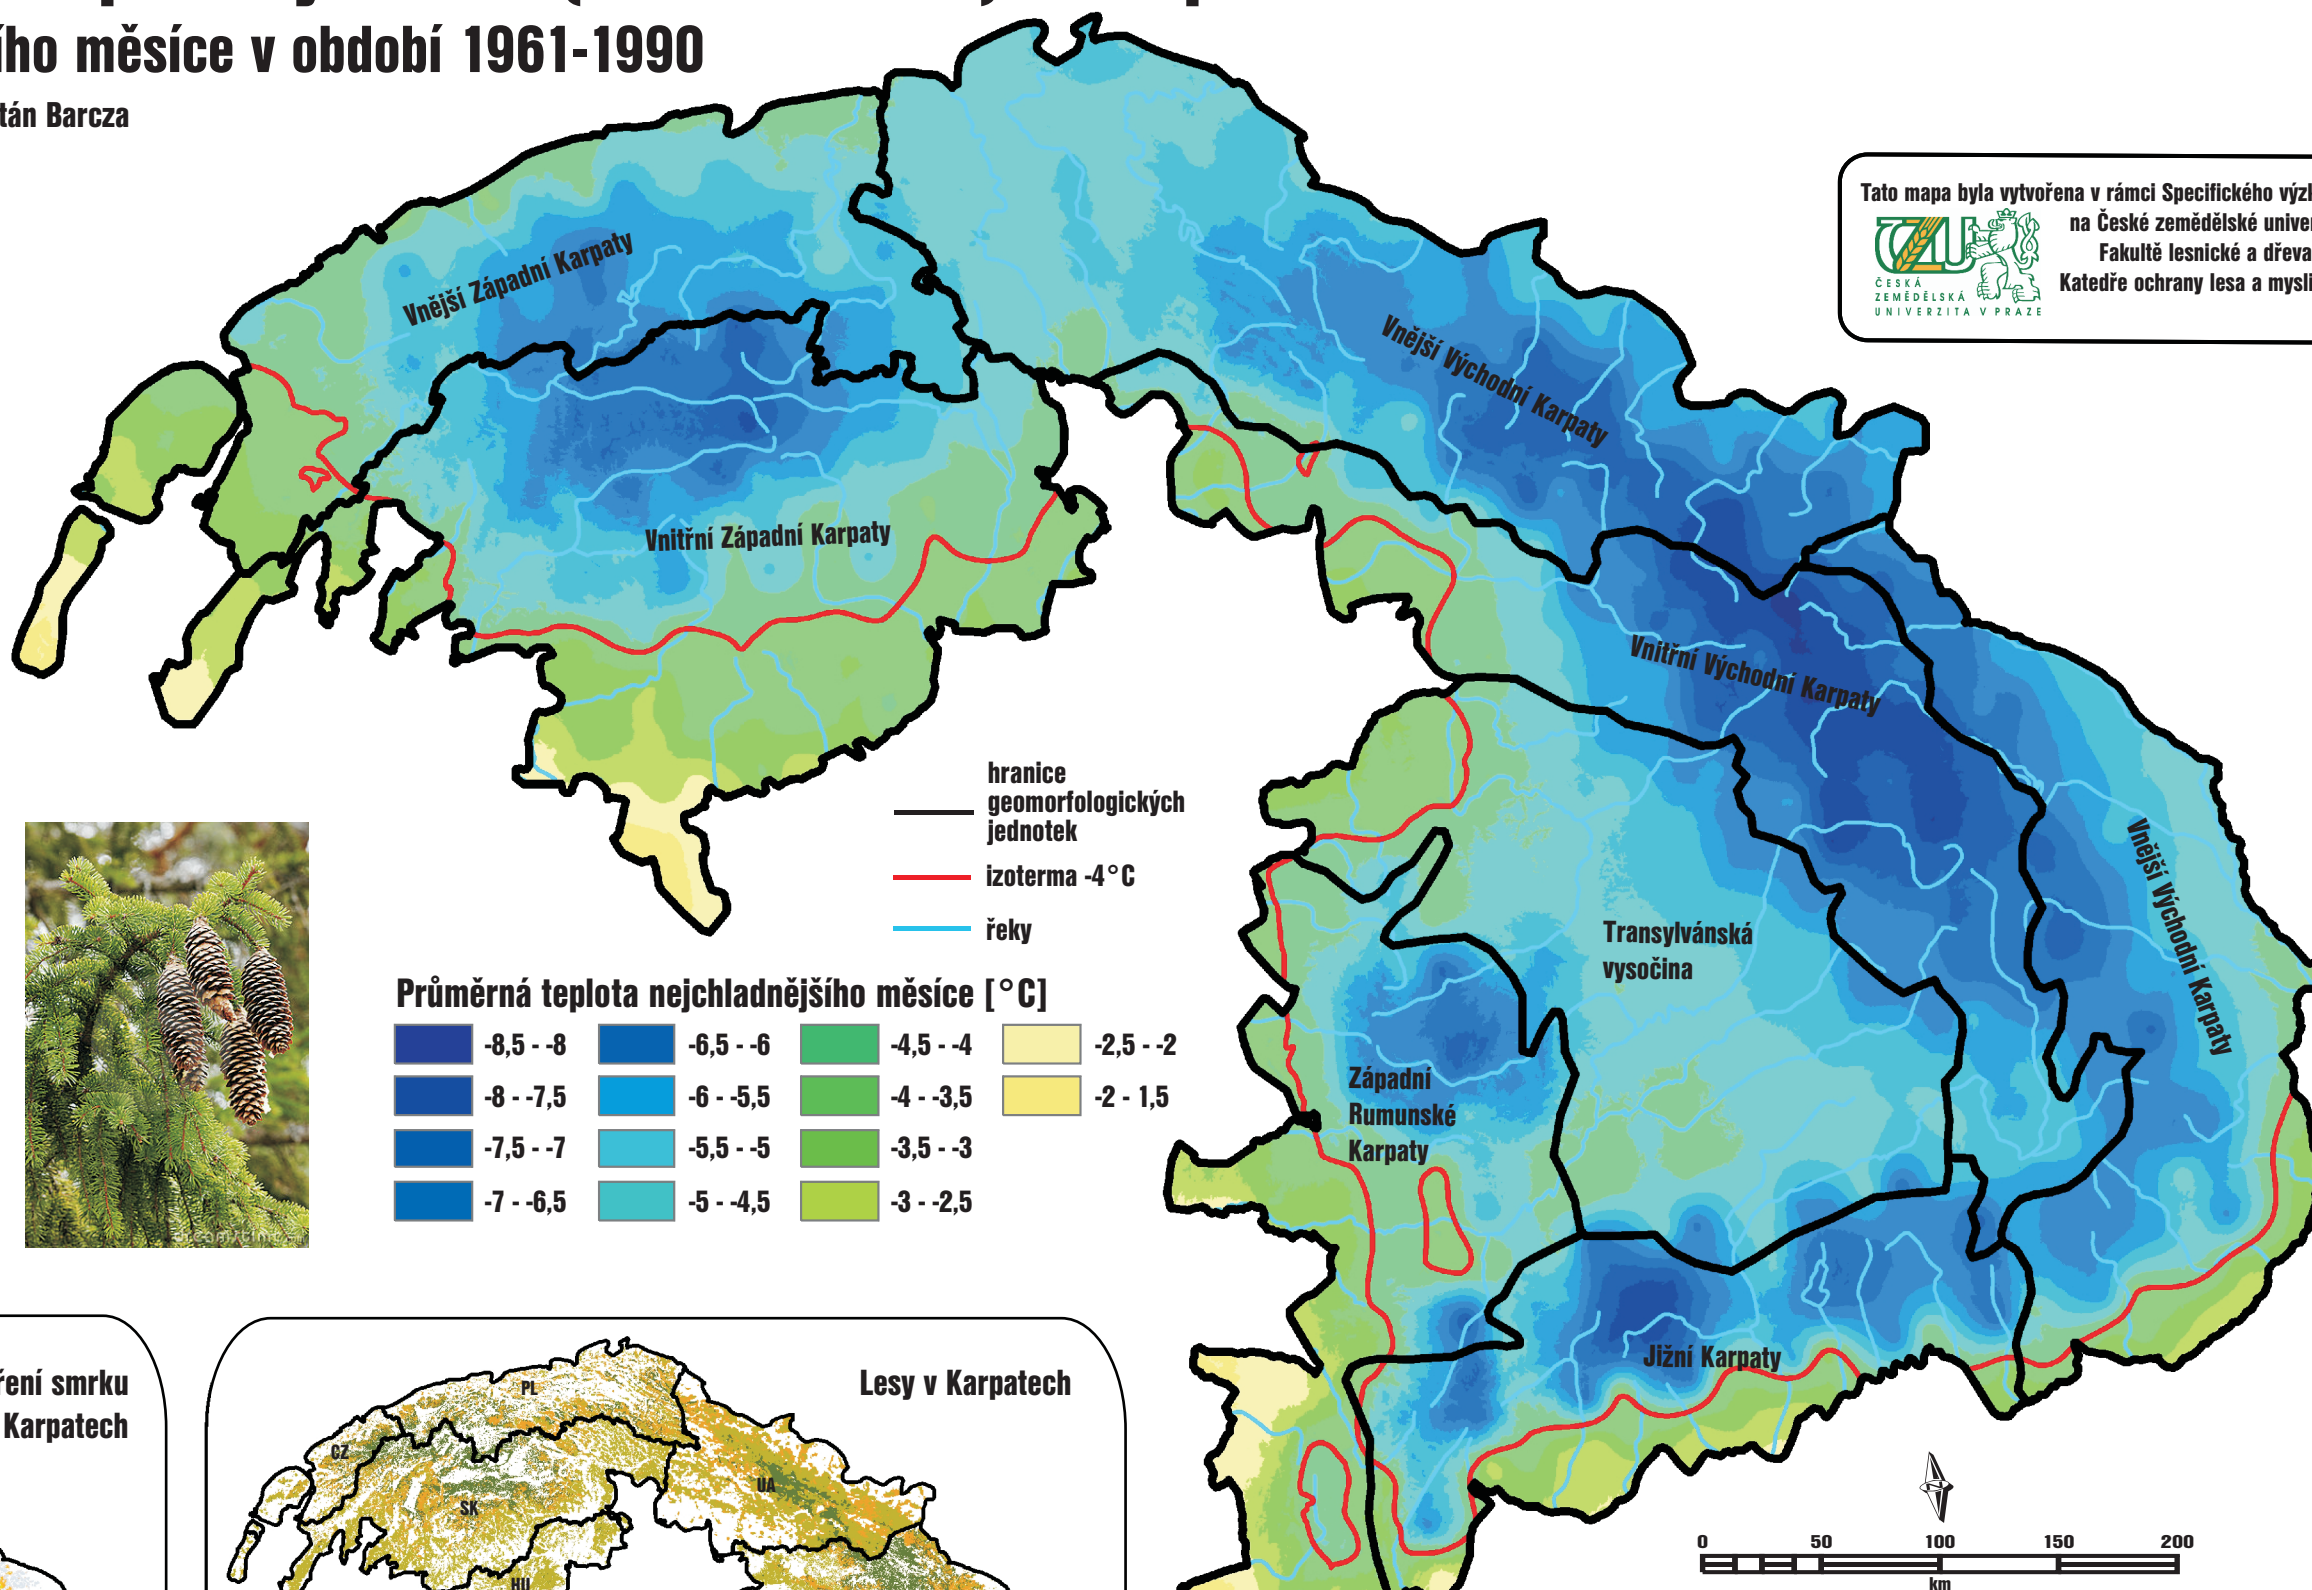 ího měsíce v období 1961-1990
tán Barcza
Tato mapa byla vytvořena v rámci Specifického
na České zemědělské
Fakultě lesnické a
Katedře ochrany lesa a
ČZU
ČESKÁ
ZEMĚDĚLSKÁ
UNIVERZITA V PRAZE
Vnější Západní Karpaty
Vnitřní Západní Karpaty
Vnější Východní Karpaty
Vnitřní Východní Karpaty
Vnější Východní Karpaty
Transylvánská
vysočina
Západní
Rumunské
Karpaty
Jižní Karpaty
hranice
geomorfologických
jednotek
izoterma -4°C
řeky
Průměrná teplota nejchladnějšího měsíce [°C]
-8,5 - -8
-8 - -7,5
-7,5 - -7
-7 - -6,5
-6,5 - -6
-6 - -5,5
-5,5 - -5
-5 - -4,5
-4,5 - -4
-4 - -3,5
-3,5 - -3
-3 - -2,5
-2,5 - -2
-2 - 1,5
ření smrku
Karpatech
Lesy v Karpatech
PL
CZ
SK
UA
HU
0 50 100 150 200
km